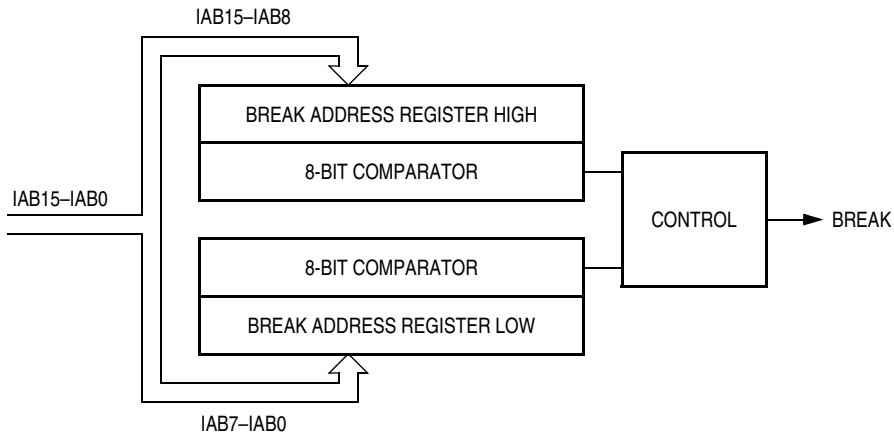 IAB15–IAB8
BREAK ADDRESS REGISTER HIGH
8-BIT COMPARATOR
IAB15–IAB0
CONTROL
BREAK
8-BIT COMPARATOR
BREAK ADDRESS REGISTER LOW
IAB7–IAB0